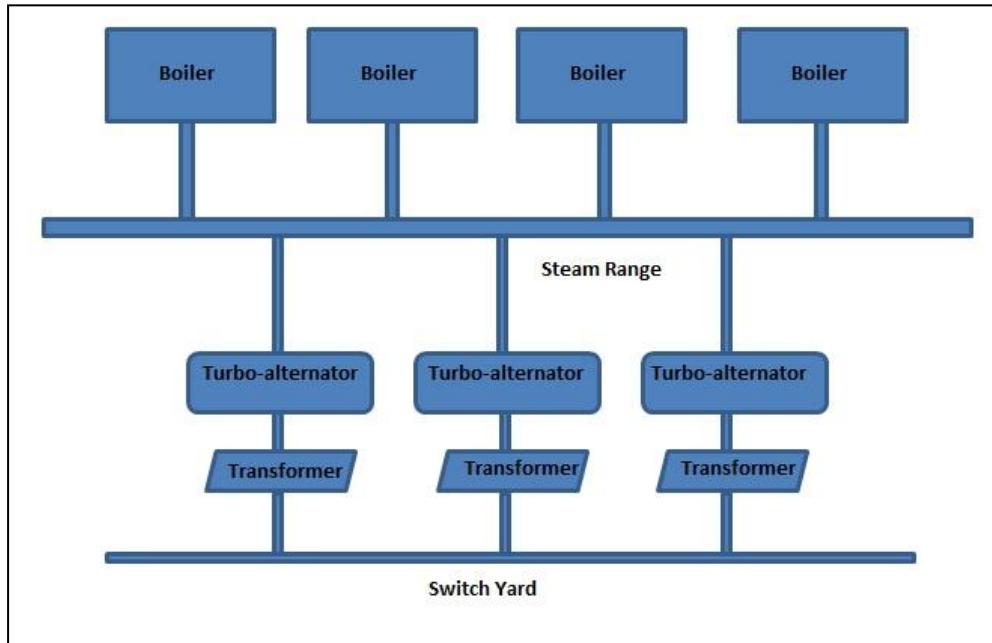 Boiler
Boiler
Boiler
Boiler
Steam Range
Turbo-alternator
Turbo-alternator
Turbo-alternator
Transformer
Transformer
Transformer
Switch Yard